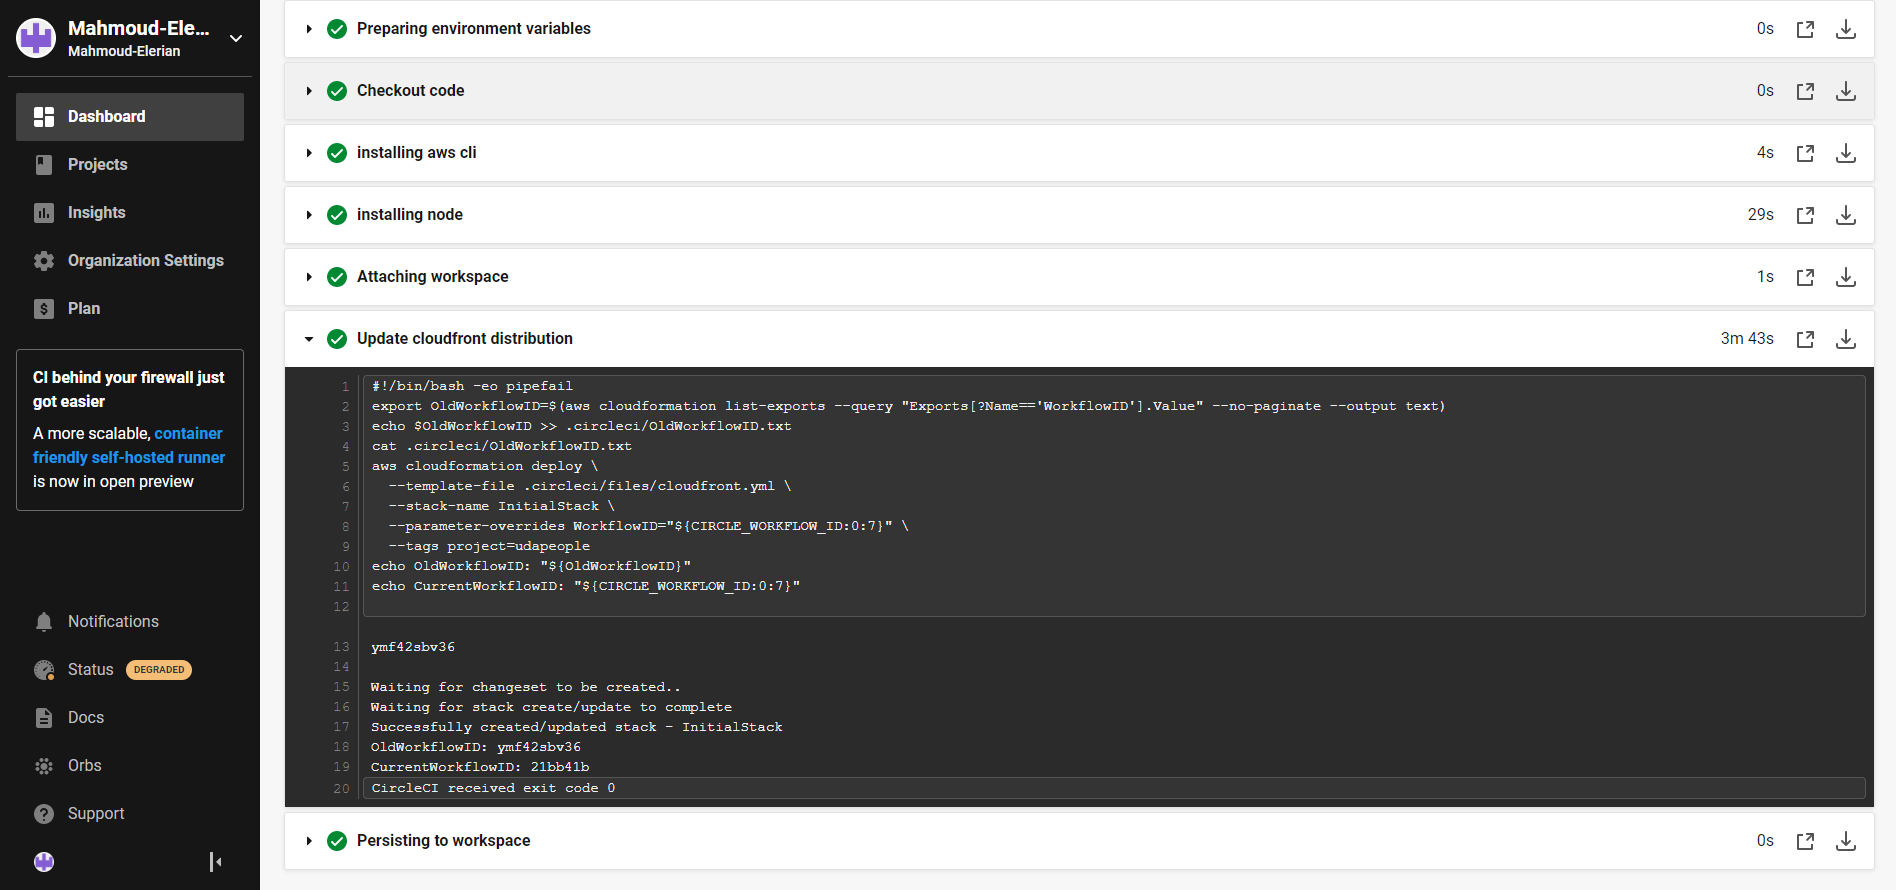 Mahmoud-Ele...
Mahmoud-Elerian
Dashboard
Projects
Insights
Organization Settings
Plan
CI behind your firewall just
got easier
A more scalable, container
friendly self-hosted runner
is now in open preview
Notifications
Status DEGRADED
Docs
Orbs
Support
Preparing environment variables 0s
Checkout code 0s
installing aws cli 4s
installing node 29s
Attaching workspace 1s
Update cloudfront distribution 3m 43s
1 #!/bin/bash -eo pipefail
2 export OldWorkflowID=$(aws cloudformation list-exports --query "Exports[?Name=='WorkflowID'].Value" --no-paginate --output text)
3 echo $OldWorkflowID >> .circleci/OldWorkflowID.txt
4 cat .circleci/OldWorkflowID.txt
5 aws cloudformation deploy \
6 --template-file .circleci/files/cloudfront.yml \
7 --stack-name InitialStack \
8 --parameter-overrides WorkflowID="${CIRCLE_WORKFLOW_ID:0:7}" \
9 --tags project=udapeople
10 echo OldWorkflowID: "${OldWorkflowID}"
11 echo CurrentWorkflowID: "${CIRCLE_WORKFLOW_ID:0:7}"
12
13 ymf42sbv36
14
15 Waiting for changeset to be created..
16 Waiting for stack create/update to complete
17 Successfully created/updated stack - InitialStack
18 OldWorkflowID: ymf42sbv36
19 CurrentWorkflowID: 21bb41b
20 CircleCI received exit code 0
Persisting to workspace 0s